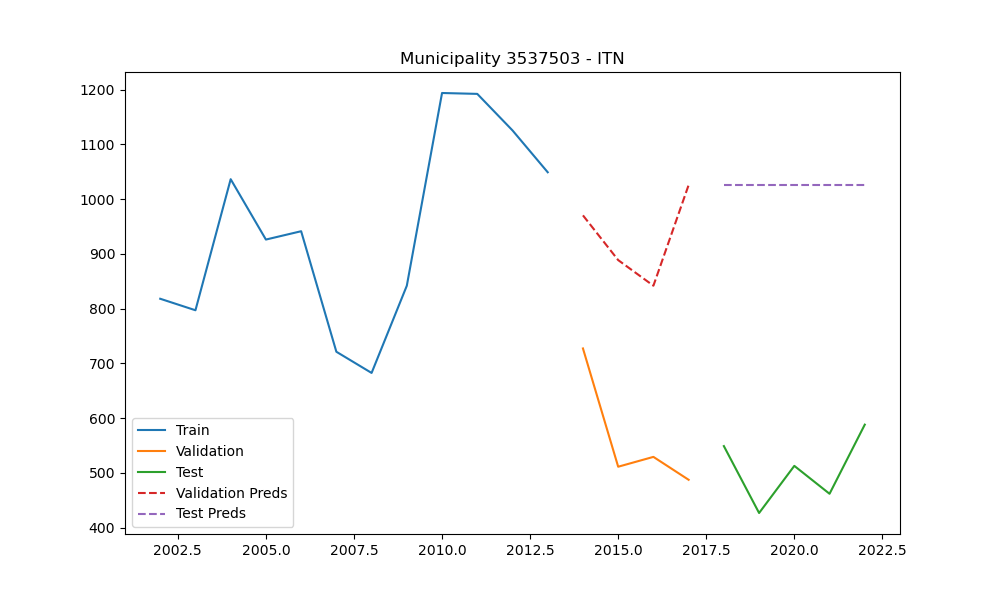 Municipality 3537503 - ITN
1200
1100
1000
900
800
700
600
500
400
Train
Validation
Test
Validation Preds
Test Preds
2002.5 2005.0 2007.5 2010.0 2012.5 2015.0 2017.5 2020.0 2022.5